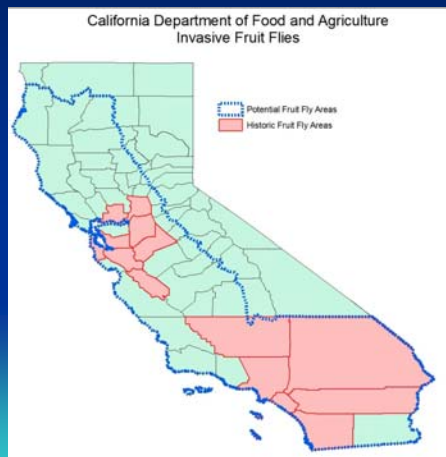 California Department of Food and Agriculture
Invasive Fruit Flies
Potential Fruit Fly Areas
Historic Fruit Fly Areas